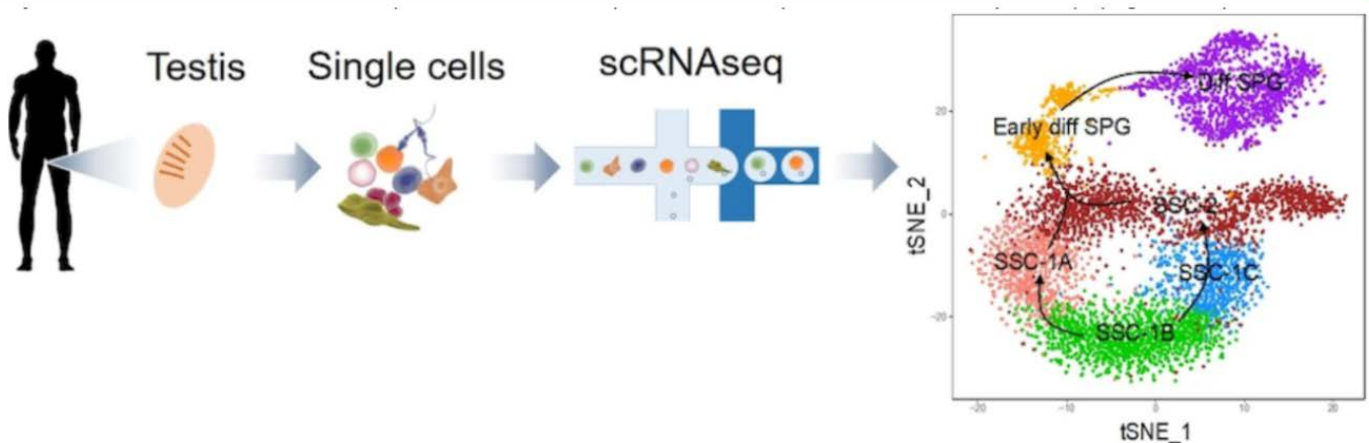 Testis
Single cells
scRNAseq
tSNE_2
20
0
-20
Diff SPG
Early diff SPG
SSC-2
SSC-1A
SSC-1C
SSC-1B
-20
-10
0
10
20
tSNE_1